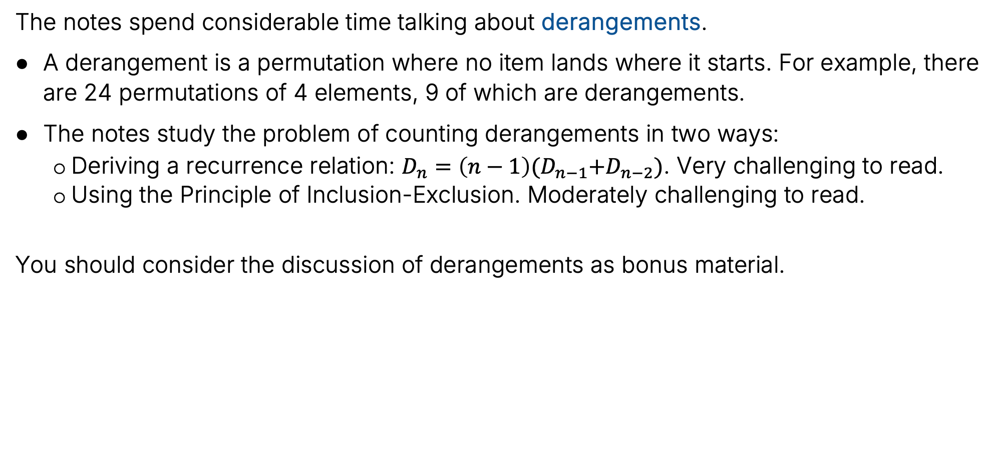 The notes spend considerable time talking about derangements.
● A derangement is a permutation where no item lands where it starts. For example, there
are 24 permutations of 4 elements, 9 of which are derangements.
● The notes study the problem of counting derangements in two ways:
○ Deriving a recurrence relation: $D_n = (n - 1)(D_{n-1}+D_{n-2})$. Very challenging to read.
○ Using the Principle of Inclusion-Exclusion. Moderately challenging to read.
You should consider the discussion of derangements as bonus material.